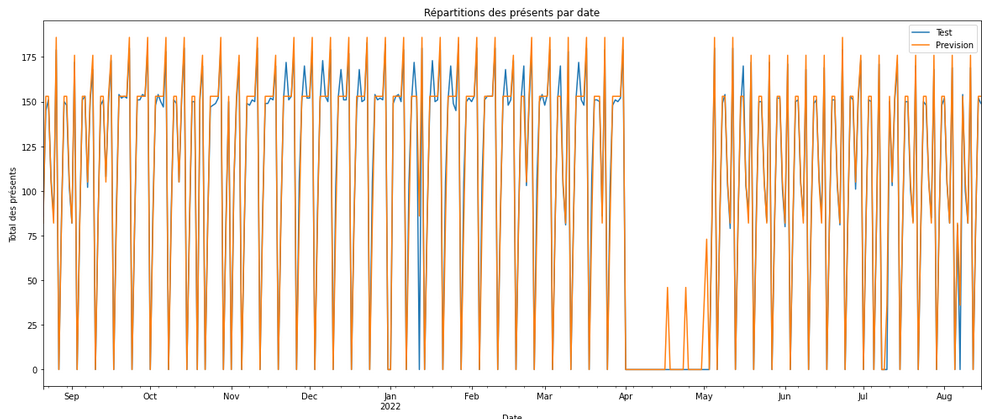 Répartitions des présents par date
Test
Prevision
Total des présents
175
150
125
100
75
50
25
0
Sep
Oct
Nov
Dec
Jan
2022
Feb
Mar
Apr
May
Jun
Jul
Aug
Date